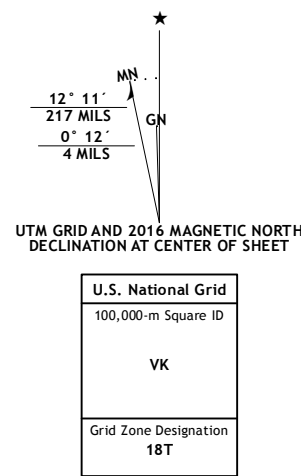 ★
MN
GN
12° 11´
217 MILS
0° 12´
4 MILS
UTM GRID AND 2016 MAGNETIC NORTH
DECLINATION AT CENTER OF SHEET
U.S. National Grid
100,000-m Square ID
VK
Grid Zone Designation
18T